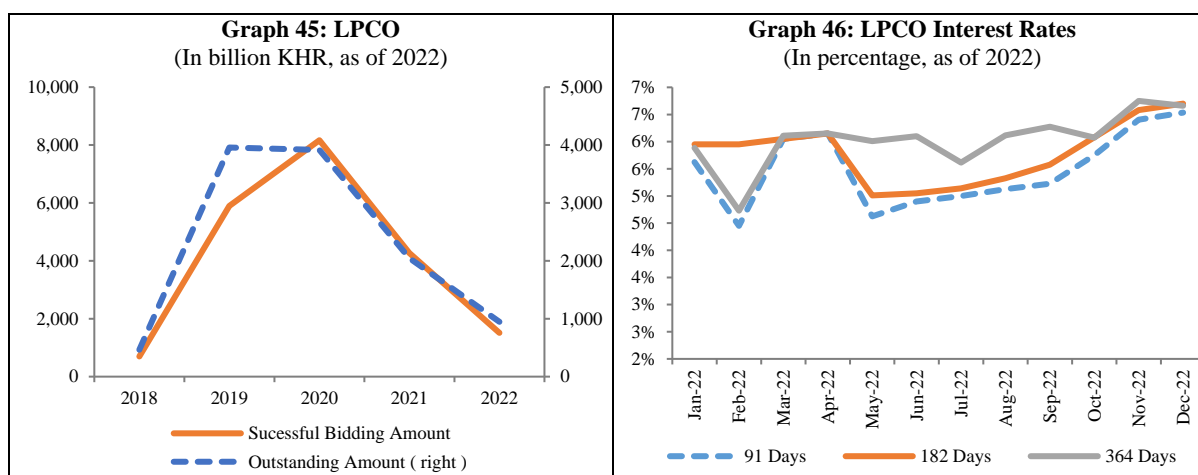 Graph 45: LPCO
(In billion KHR, as of 2022)
10,000
8,000
6,000
4,000
2,000
0
5,000
4,000
3,000
2,000
1,000
0
2018 2019 2020 2021 2022
Sucessful Bidding Amount
Outstanding Amount ( right )
Graph 46: LPCO Interest Rates
(In percentage, as of 2022)
7%
7%
6%
6%
5%
5%
4%
4%
3%
3%
2%
Jan-22
Feb-22
Mar-22
Apr-22
May-22
Jun-22
Jul-22
Aug-22
Sep-22
Oct-22
Nov-22
Dec-22
91 Days 182 Days 364 Days